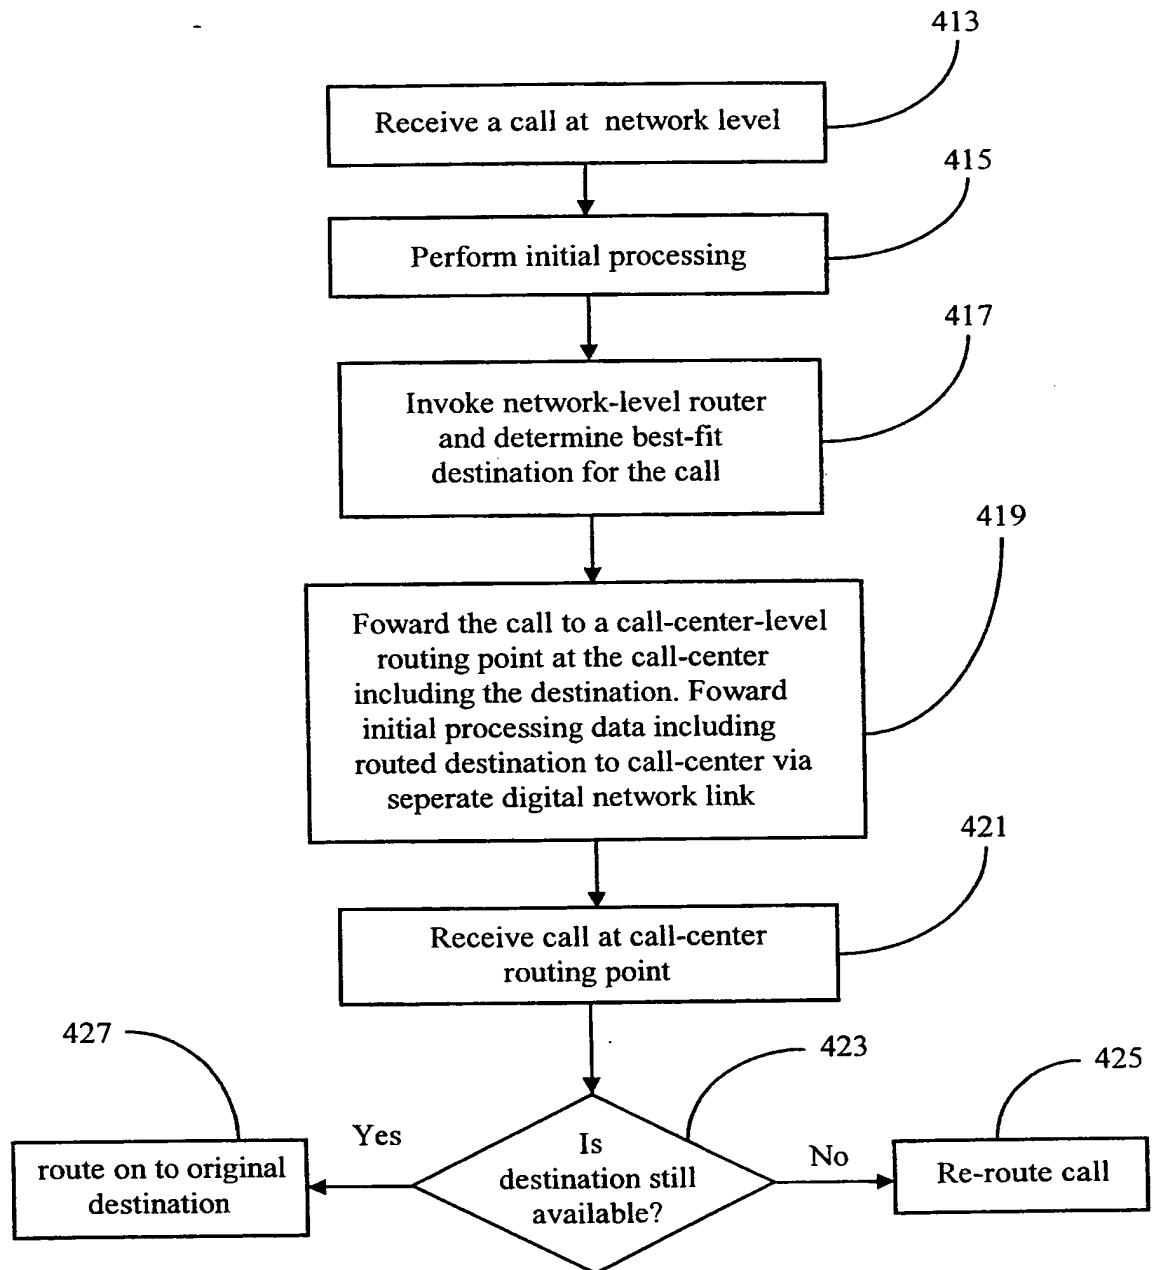 413
Receive a call at network level
415
Perform initial processing
417
Invoke network-level router
and determine best-fit
destination for the call
419
Foward the call to a call-center-level
routing point at the call-center
including the destination. Foward
initial processing data including
routed destination to call-center via
seperate digital network link
421
Receive call at call-center
routing point
427
423
425
Yes
Is
destination still
available?
No
route on to original
destination
Re-route call